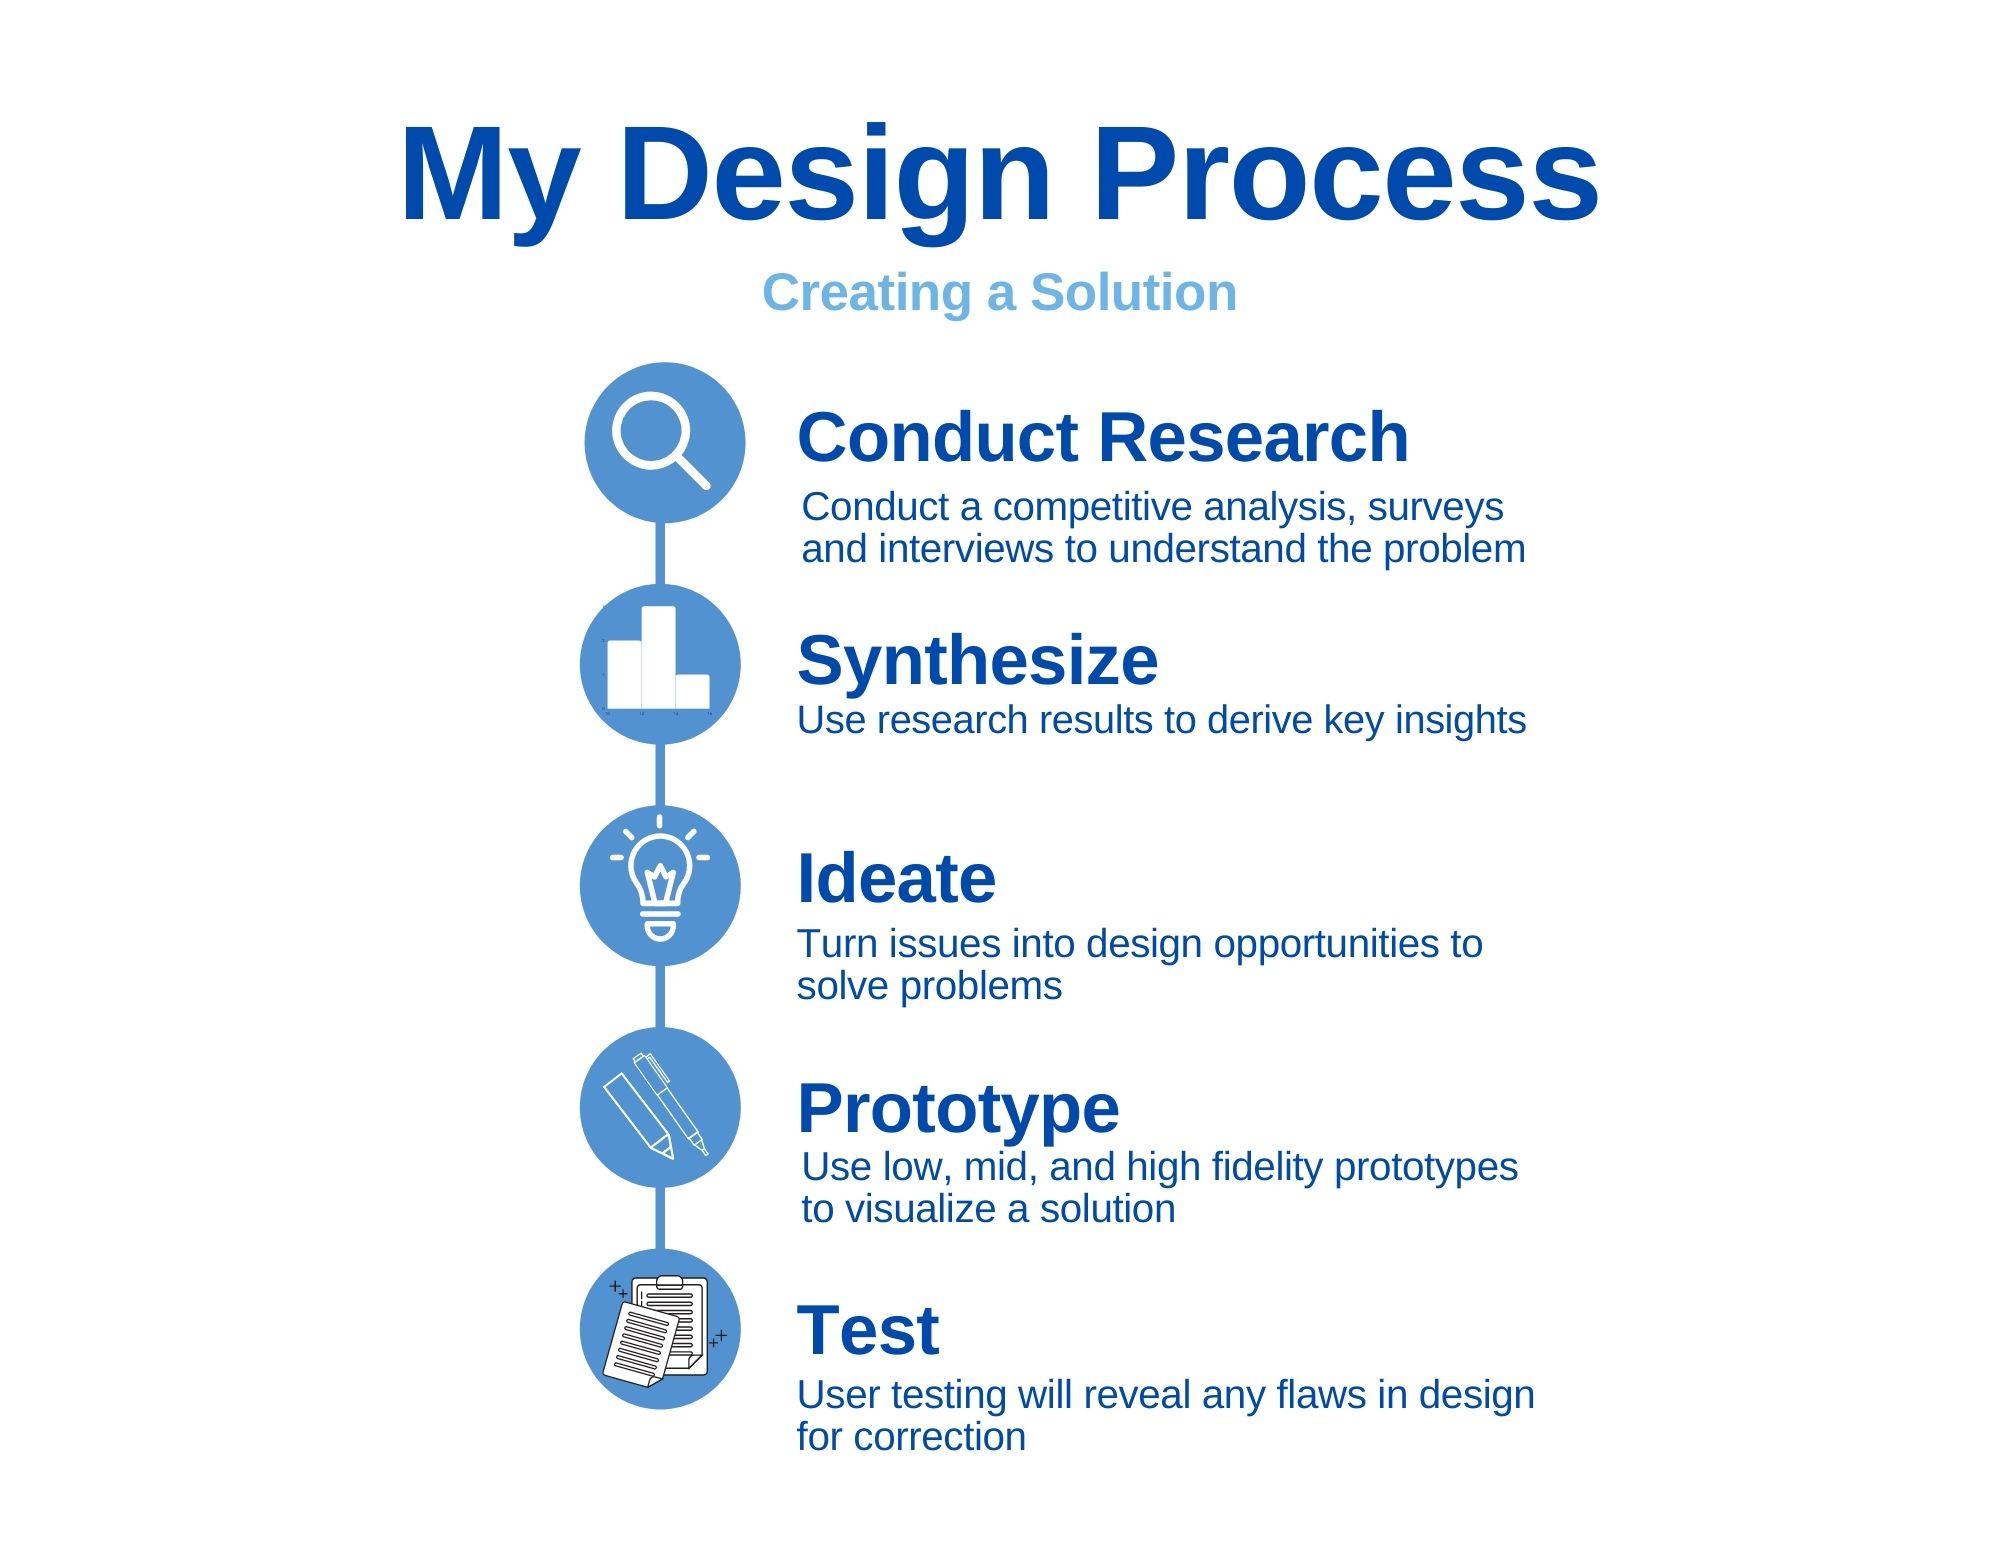 My Design Process
Creating a Solution
Conduct Research
Conduct a competitive analysis, surveys
and interviews to understand the problem
Synthesize
Use research results to derive key insights
Ideate
Turn issues into design opportunities to
solve problems
Prototype
Use low, mid, and high fidelity prototypes
to visualize a solution
Test
User testing will reveal any flaws in design
for correction